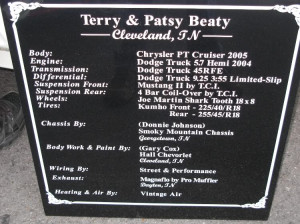 Terry & Patsy Beaty
Cleveland, TN
Body: Chrysler PT Cruiser 2005
Engine: Dodge Truck 5.7 Hemi 2004
Transmission: Dodge Truck 45RFE
Differential: Dodge Truck 9.25 3:55 Limited-Slip
Suspension Front: Mustang II by T.C.I.
Suspension Rear: 4 Bar Coil-Over by T.C.I.
Wheels: Joe Martin Shark Tooth 18 x 8
Tires: Kumho Front - 225/40/R18
Rear - 255/45/R18
Chassis By: (Donnie Johnson)
Smoky Mountain Chassis
Georgetown, TN
Body Work & Paint By: (Gary Cox)
Hall Chevorlet
Cleveland, TN
Wiring By: Street & Performance
Exhaust: Magnaflo by Pro Muffler
Dayton, TN
Heating & Air By: Vintage Air